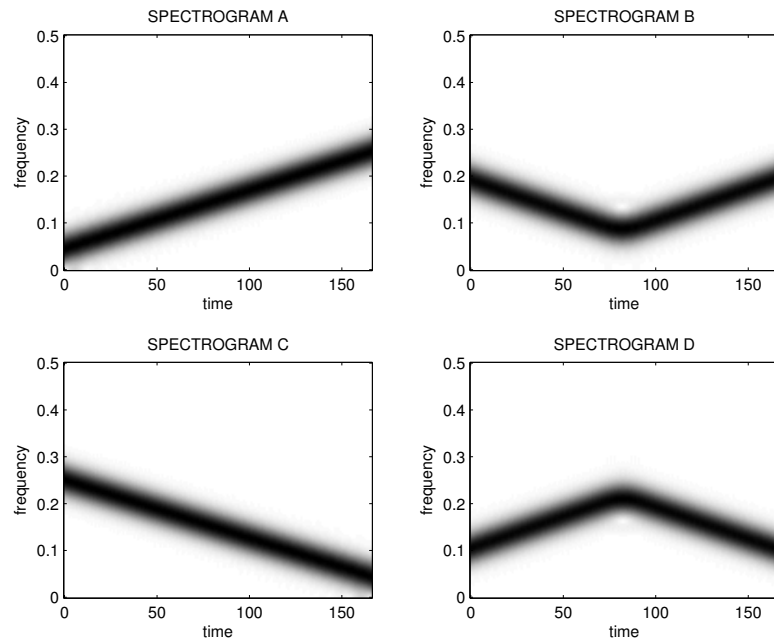 SPECTROGRAM A
0.5
0.4
0.3
0.2
0.1
0
frequency
0 50 100 150
time
SPECTROGRAM B
0.5
0.4
0.3
0.2
0.1
0
frequency
0 50 100 150
time
SPECTROGRAM C
0.5
0.4
0.3
0.2
0.1
0
frequency
0 50 100 150
time
SPECTROGRAM D
0.5
0.4
0.3
0.2
0.1
0
frequency
0 50 100 150
time